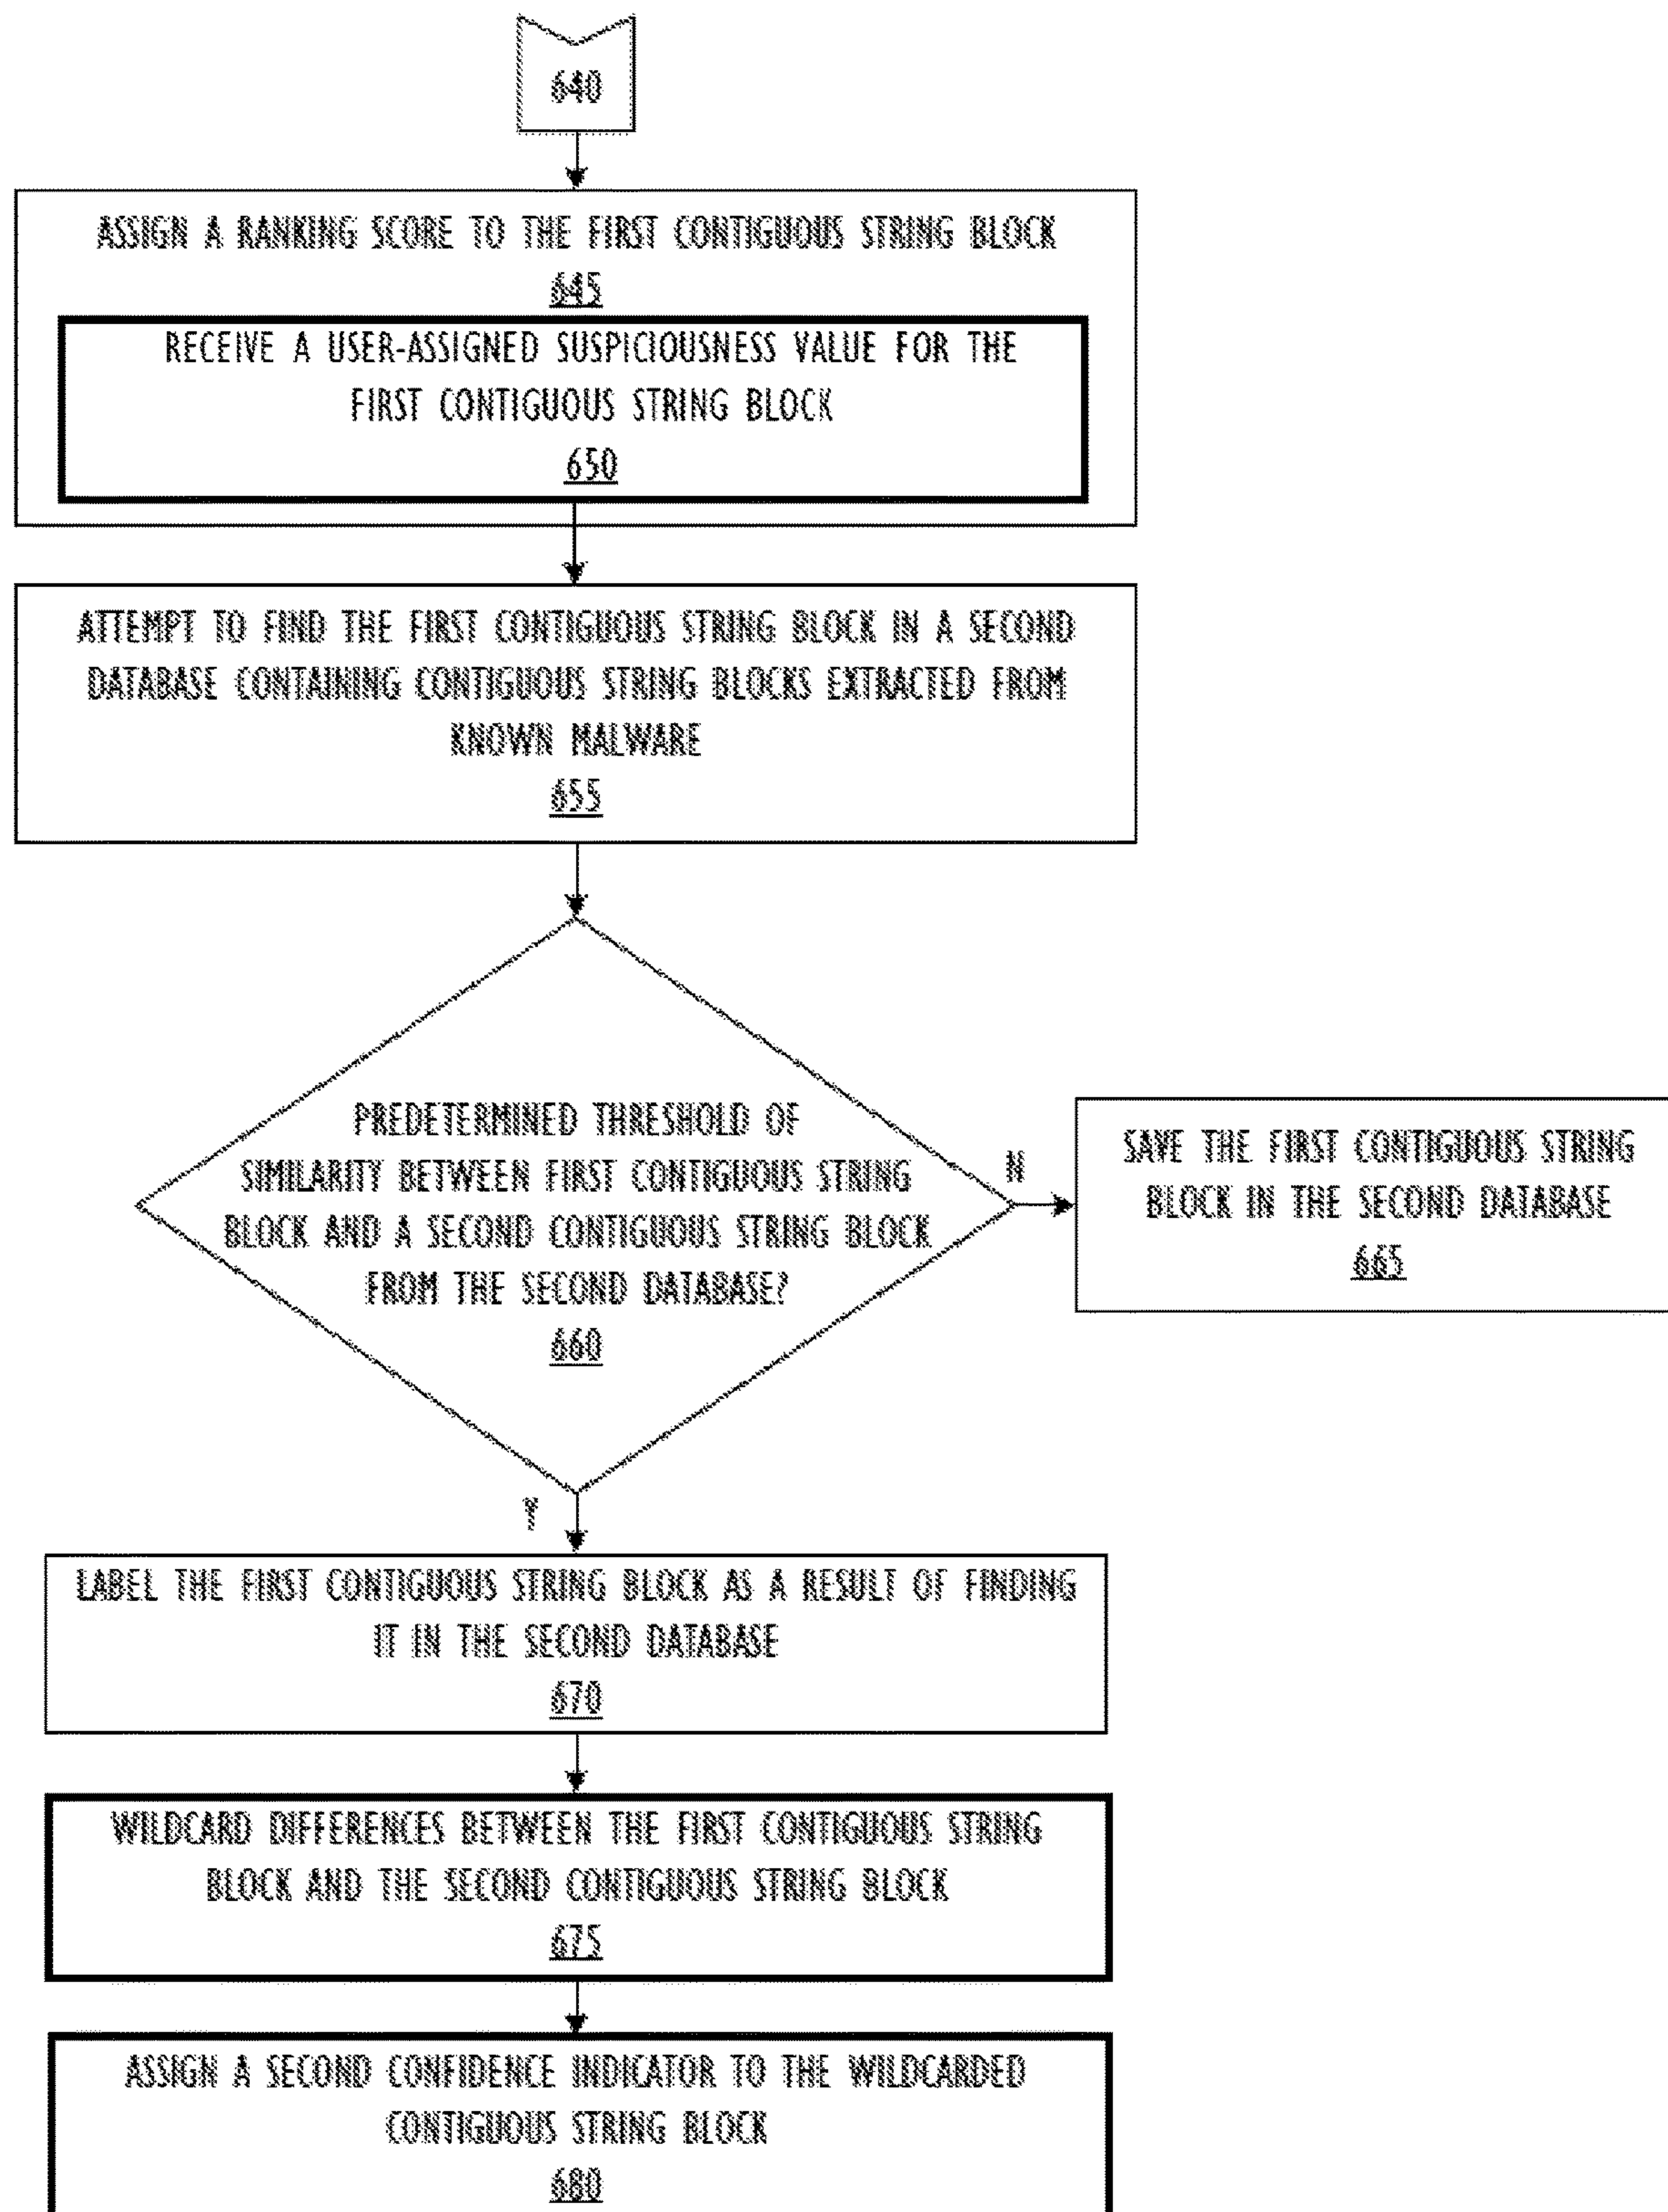 640
ASSIGN A RANKING SCORE TO THE FIRST CONTIGUOUS STRING BLOCK
645
RECEIVE A USER-ASSIGNED SUSPICIOUSNESS VALUE FOR THE
FIRST CONTIGUOUS STRING BLOCK
650
ATTEMPT TO FIND THE FIRST CONTIGUOUS STRING BLOCK IN A SECOND
DATABASE CONTAINING CONTIGUOUS STRING BLOCKS EXTRACTED FROM
KNOWN MALWARE
655
PREDETERMINED THRESHOLD OF
SIMILARITY BETWEEN FIRST CONTIGUOUS STRING
BLOCK AND A SECOND CONTIGUOUS STRING BLOCK
FROM THE SECOND DATABASE?
660
N
SAVE THE FIRST CONTIGUOUS STRING
BLOCK IN THE SECOND DATABASE
665
Y
LABEL THE FIRST CONTIGUOUS STRING BLOCK AS A RESULT OF FINDING
IT IN THE SECOND DATABASE
670
WILDCARD DIFFERENCES BETWEEN THE FIRST CONTIGUOUS STRING
BLOCK AND THE SECOND CONTIGUOUS STRING BLOCK
675
ASSIGN A SECOND CONFIDENCE INDICATOR TO THE WILDCARDED
CONTIGUOUS STRING BLOCK
680